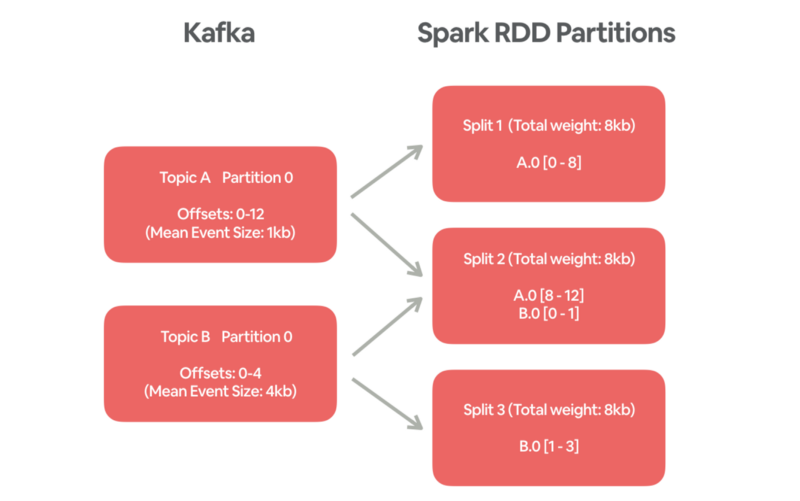 Kafka
Spark RDD Partitions
Topic A Partition 0
Offsets: 0-12
(Mean Event Size: 1kb)
Topic B Partition 0
Offsets: 0-4
(Mean Event Size: 4kb)
Split 1 (Total weight: 8kb)
A.0 [0 - 8]
Split 2 (Total weight: 8kb)
A.0 [8 - 12]
B.0 [0 - 1]
Split 3 (Total weight: 8kb)
B.0 [1 - 3]